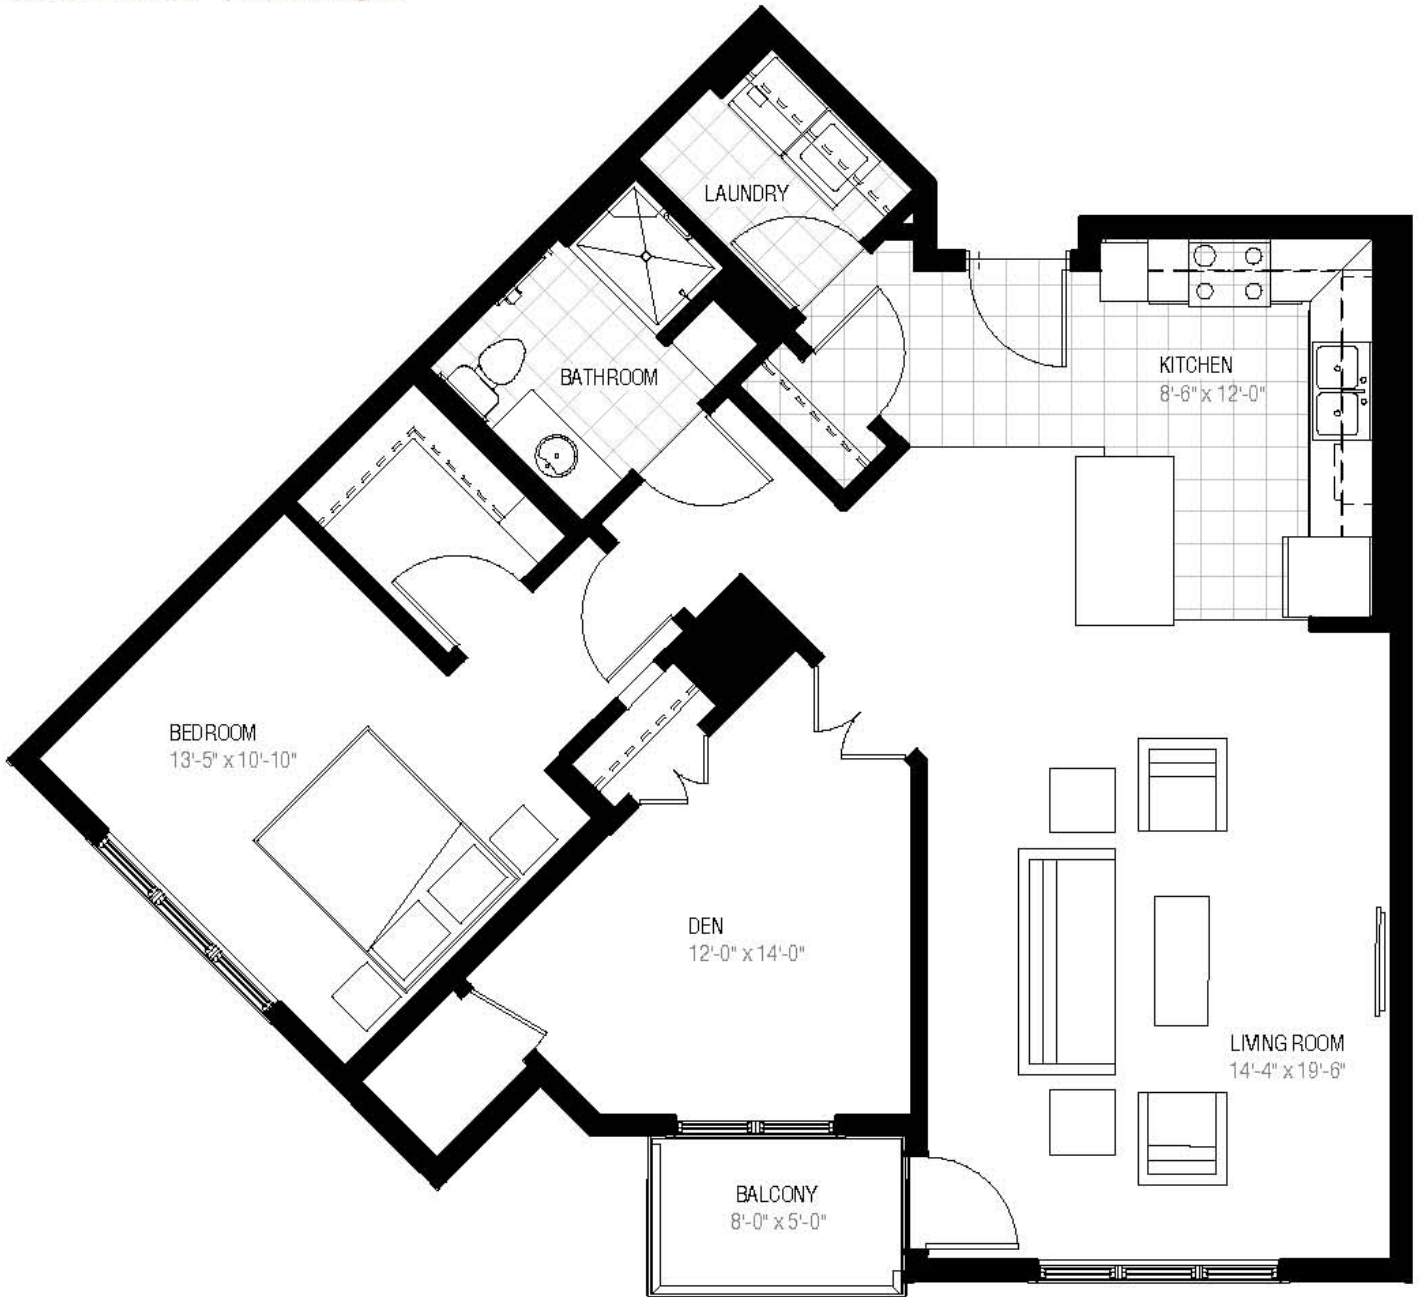 LAUNDRY
KITCHEN
8'-6" x 12'-0"
BATHROOM
BEDROOM
13'-5" x 10'-10"
DEN
12'-0" x 14'-0"
LIVING ROOM
14'-4" x 19'-6"
BALCONY
8'-0" x 5'-0"